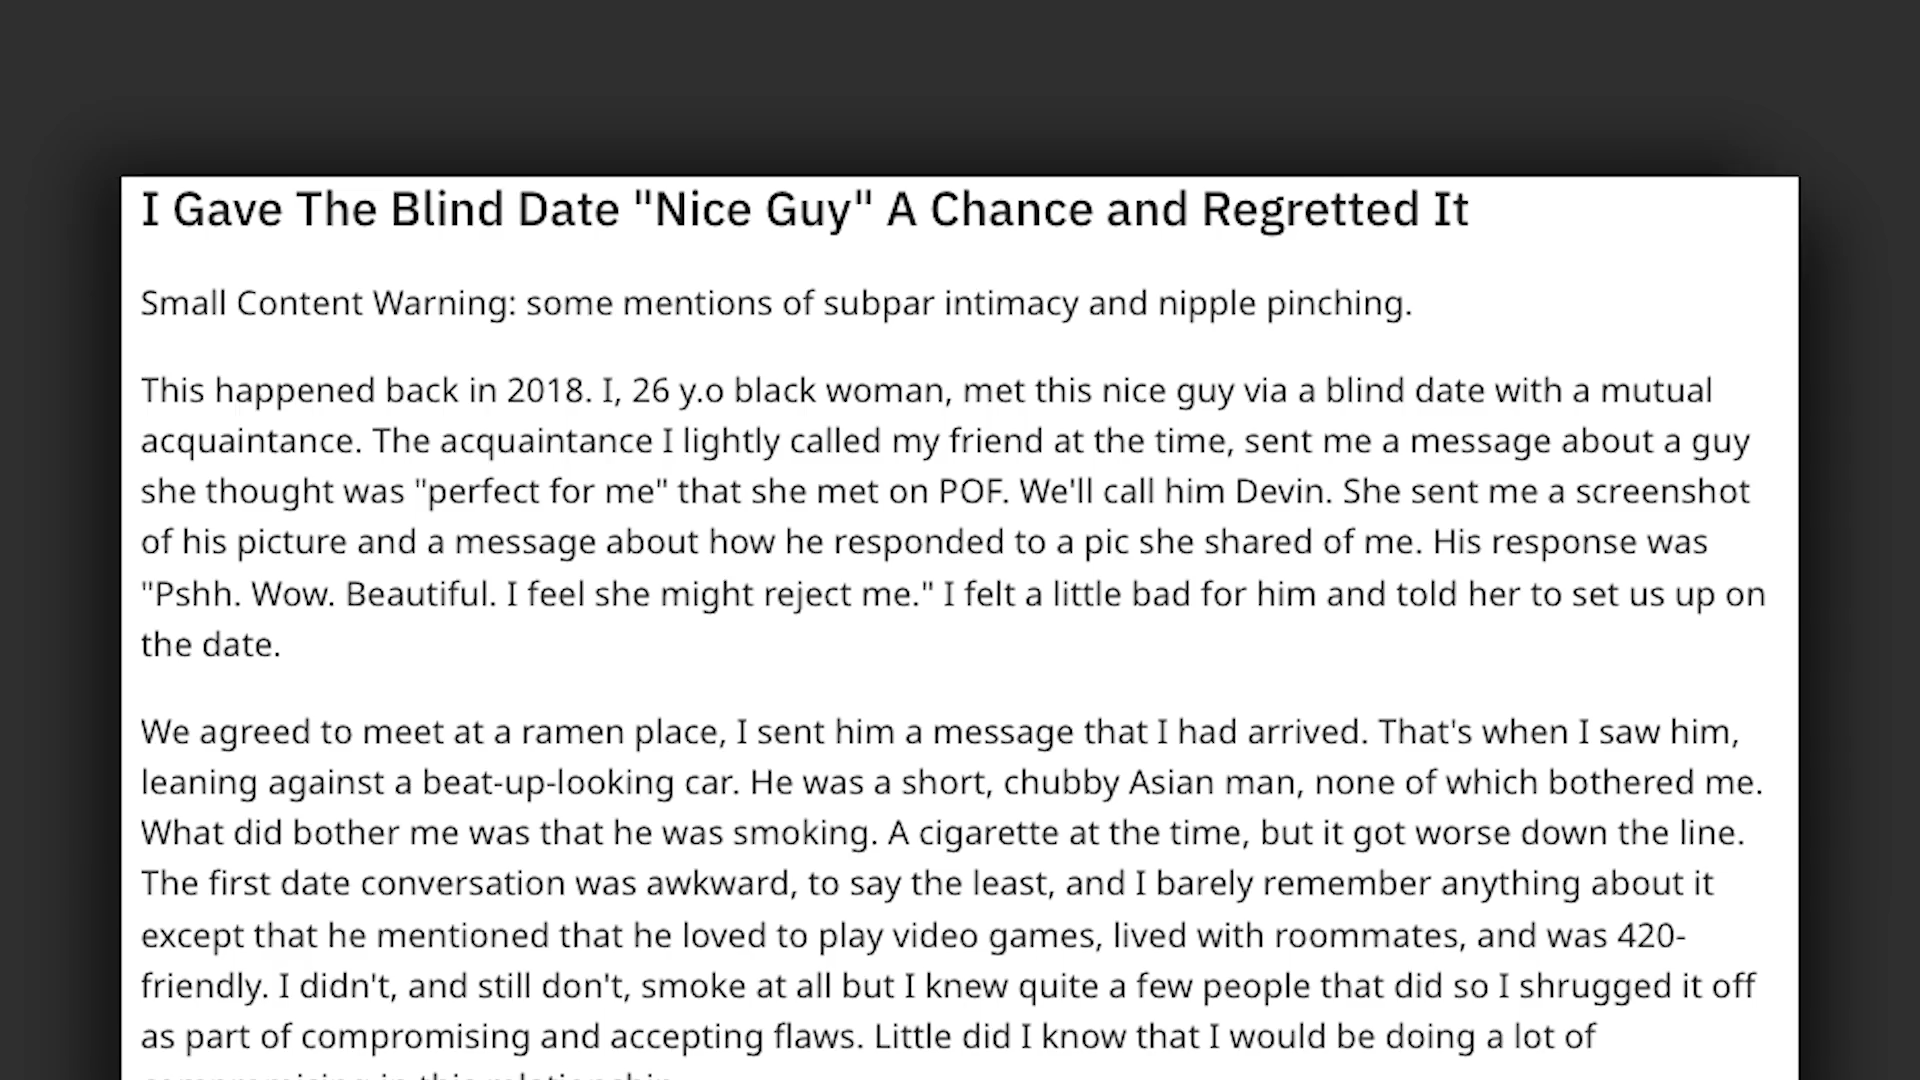 I Gave The Blind Date "Nice Guy" A Chance and Regretted It
Small Content Warning: some mentions of subpar intimacy and nipple pinching.
This happened back in 2018. I, 26 y.o black woman, met this nice guy via a blind date with a mutual
acquaintance. The acquaintance I lightly called my friend at the time, sent me a message about a guy
she thought was "perfect for me" that she met on POF. We'll call him Devin. She sent me a screenshot
of his picture and a message about how he responded to a pic she shared of me. His response was
"Pshh. Wow. Beautiful. I feel she might reject me." I felt a little bad for him and told her to set us up on
the date.
We agreed to meet at a ramen place, I sent him a message that I had arrived. That's when I saw him,
leaning against a beat-up-looking car. He was a short, chubby Asian man, none of which bothered me.
What did bother me was that he was smoking. A cigarette at the time, but it got worse down the line.
The first date conversation was awkward, to say the least, and I barely remember anything about it
except that he mentioned that he loved to play video games, lived with roommates, and was 420-
friendly. I didn't, and still don't, smoke at all but I knew quite a few people that did so I shrugged it off
as part of compromising and accepting flaws. Little did I know that I would be doing a lot of